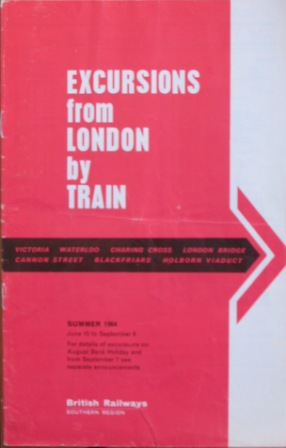 EXCURSIONS
from
LONDON
by
TRAIN
VICTORIA WATERLOO CHARING CROSS LONDON BRIDGE
CANNON STREET BLACKFRIARS HOLBORN VIADUCT
SUMMER 1964
June 15 to September 6
For details of excursions on
August Bank Holiday and
from September 7 see
separate announcements
British Railways
SOUTHERN REGION